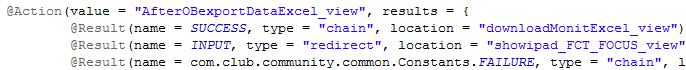 @Action(value = "AfterOBexportDataExcel_view", results = {
@Result(name = SUCCESS, type = "chain", location = "downloadMonitExcel_view")
@Result(name = INPUT, type = "redirect", location = "showipad_FCT_FOCUS_view"
@Result(name = com.club.community.common.Constants.FAILURE, type = "chain", l